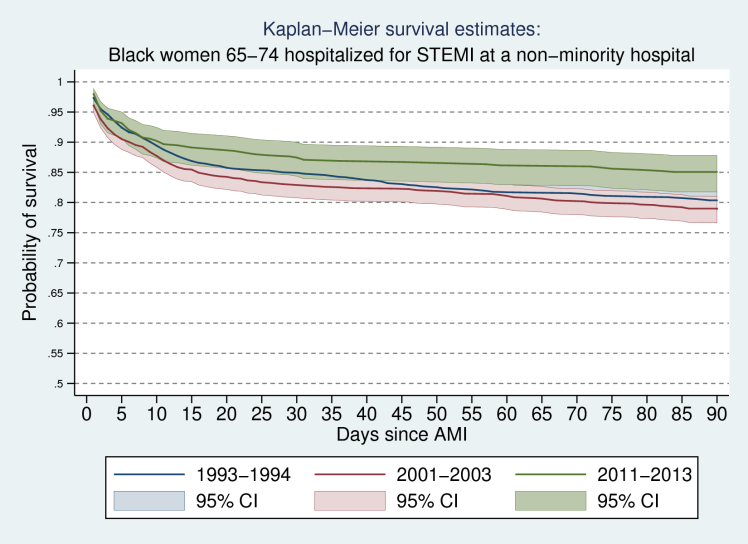 Kaplan−Meier survival estimates:
Black women 65−74 hospitalized for STEMI at a non−minority hospital
Probability of survival
1
.95
.9
.85
.8
.75
.7
.65
.6
.55
.5
0 5 10 15 20 25 30 35 40 45 50 55 60 65 70 75 80 85 90
Days since AMI
1993−1994 2001−2003 2011−2013
95% CI 95% CI 95% CI